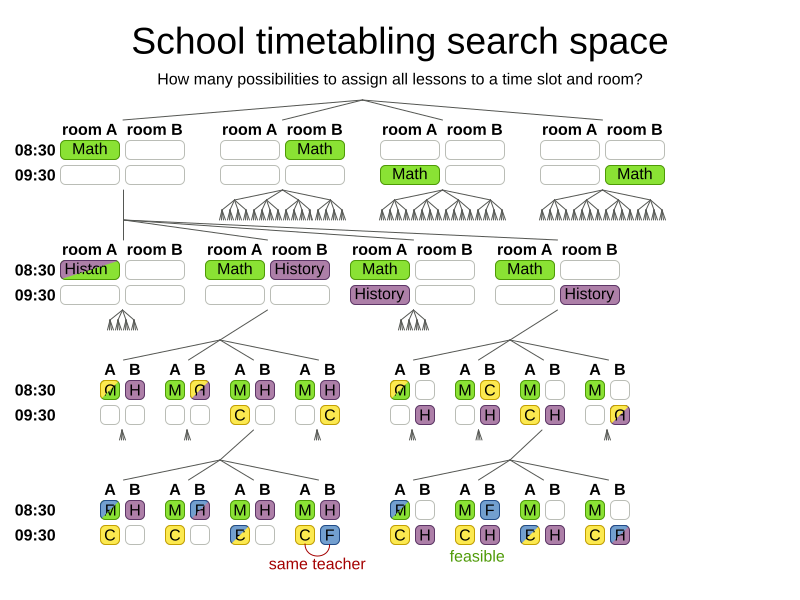 School timetabling search space
How many possibilities to assign all lessons to a time slot and room?
room A room B room A room B room A room B room A room B
08:30 Math Math
09:30 Math Math
room A room B room A room B room A room B room A room B
08:30 Math Math History Math Math
09:30 History History
A B A B A B A B A B A B A B A B
08:30 M H M M H M H M M C M M
09:30 C C H H C H
A B A B A B A B A B A B A B A B
08:30 H M M H M H M F M M
09:30 C C C F C H C H H C
same teacher
feasible